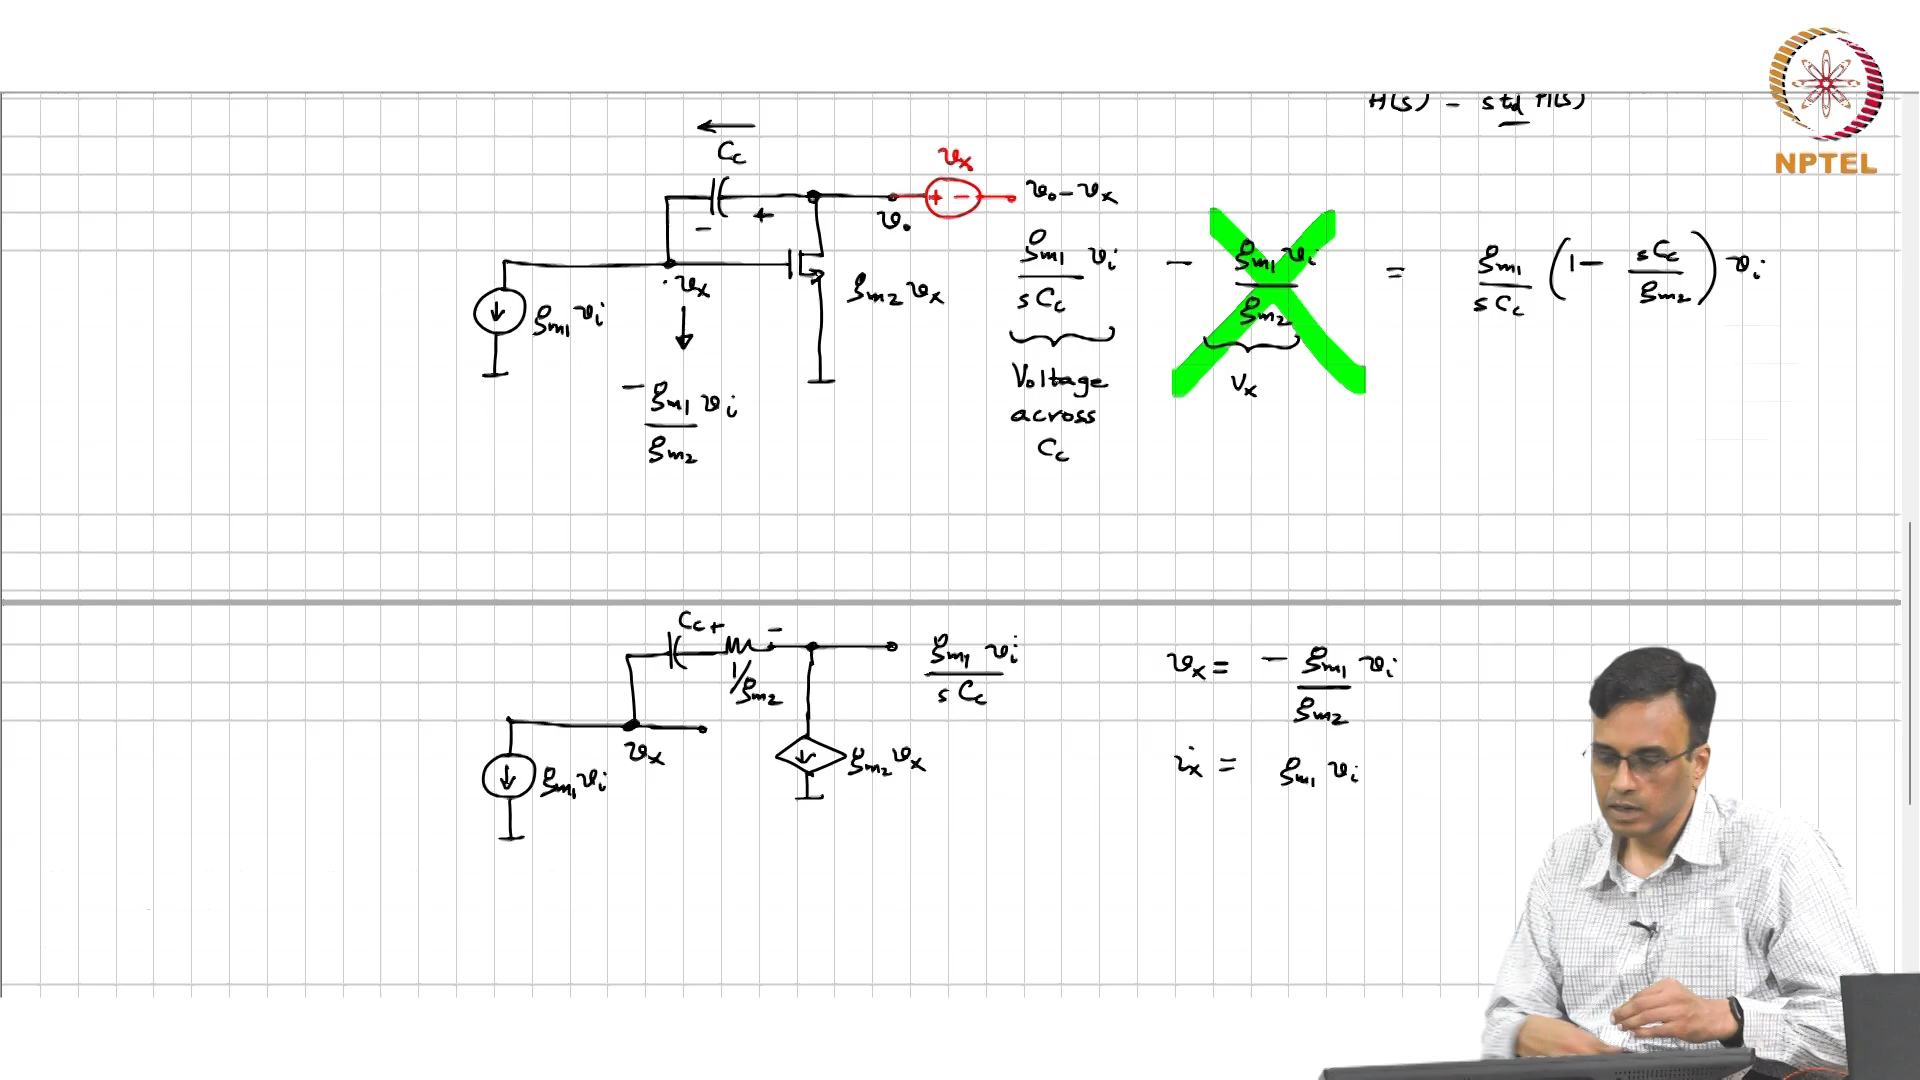 H(s) - std H(s)
NPTEL
Cc
vx
+ -
vo - vx
- +
vo
gm1 vi
vx
gm2 vx
gm1/sCc vi - gm1 vi/gm2 = gm1/sCc (1 - sCc/gm2) vi
Voltage across Cc
Vx
- gm1 vi/gm2
Cc + -
1/gm2
gm1 vi/sCc
vx = - gm1 vi/gm2
vx
gm1 vi
gm2 vx
ix = gm1 vi